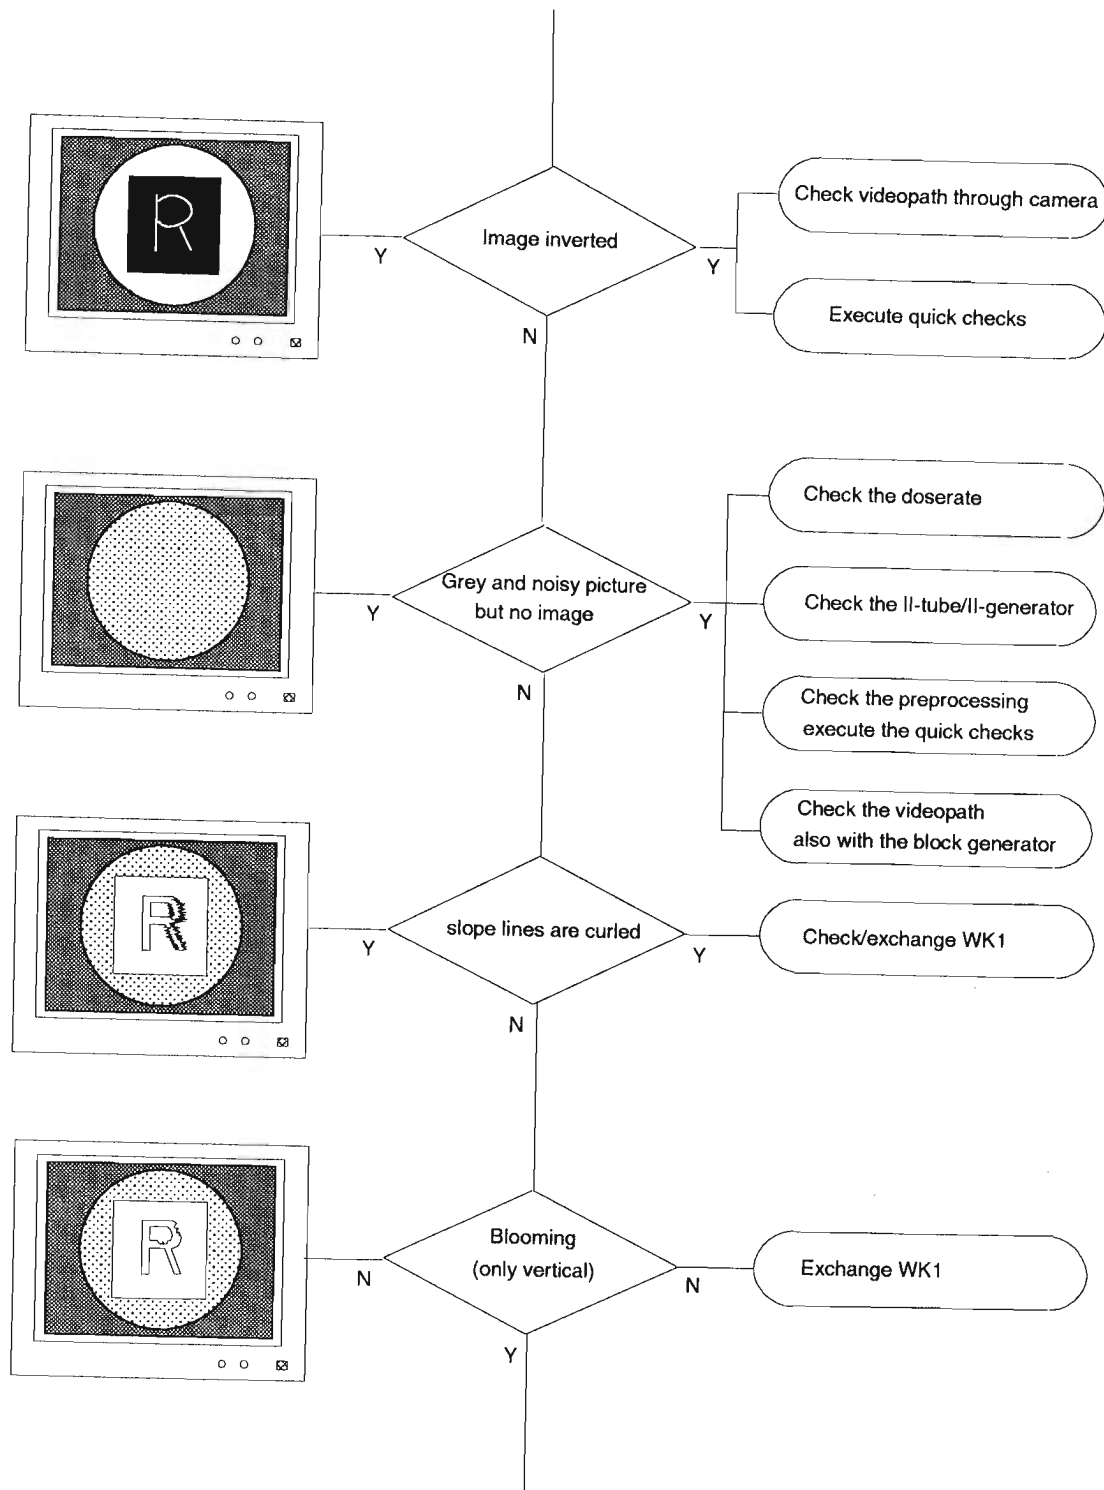 R
Y
Image inverted
Y
Check videopath through camera
Execute quick checks
N
Y
Grey and noisy picture
but no image
Y
Check the doserate
Check the II-tube/II-generator
Check the preprocessing
execute the quick checks
Check the videopath
also with the block generator
N
R
Y
slope lines are curled
Y
Check/exchange WK1
N
R
N
Blooming
(only vertical)
N
Exchange WK1
Y